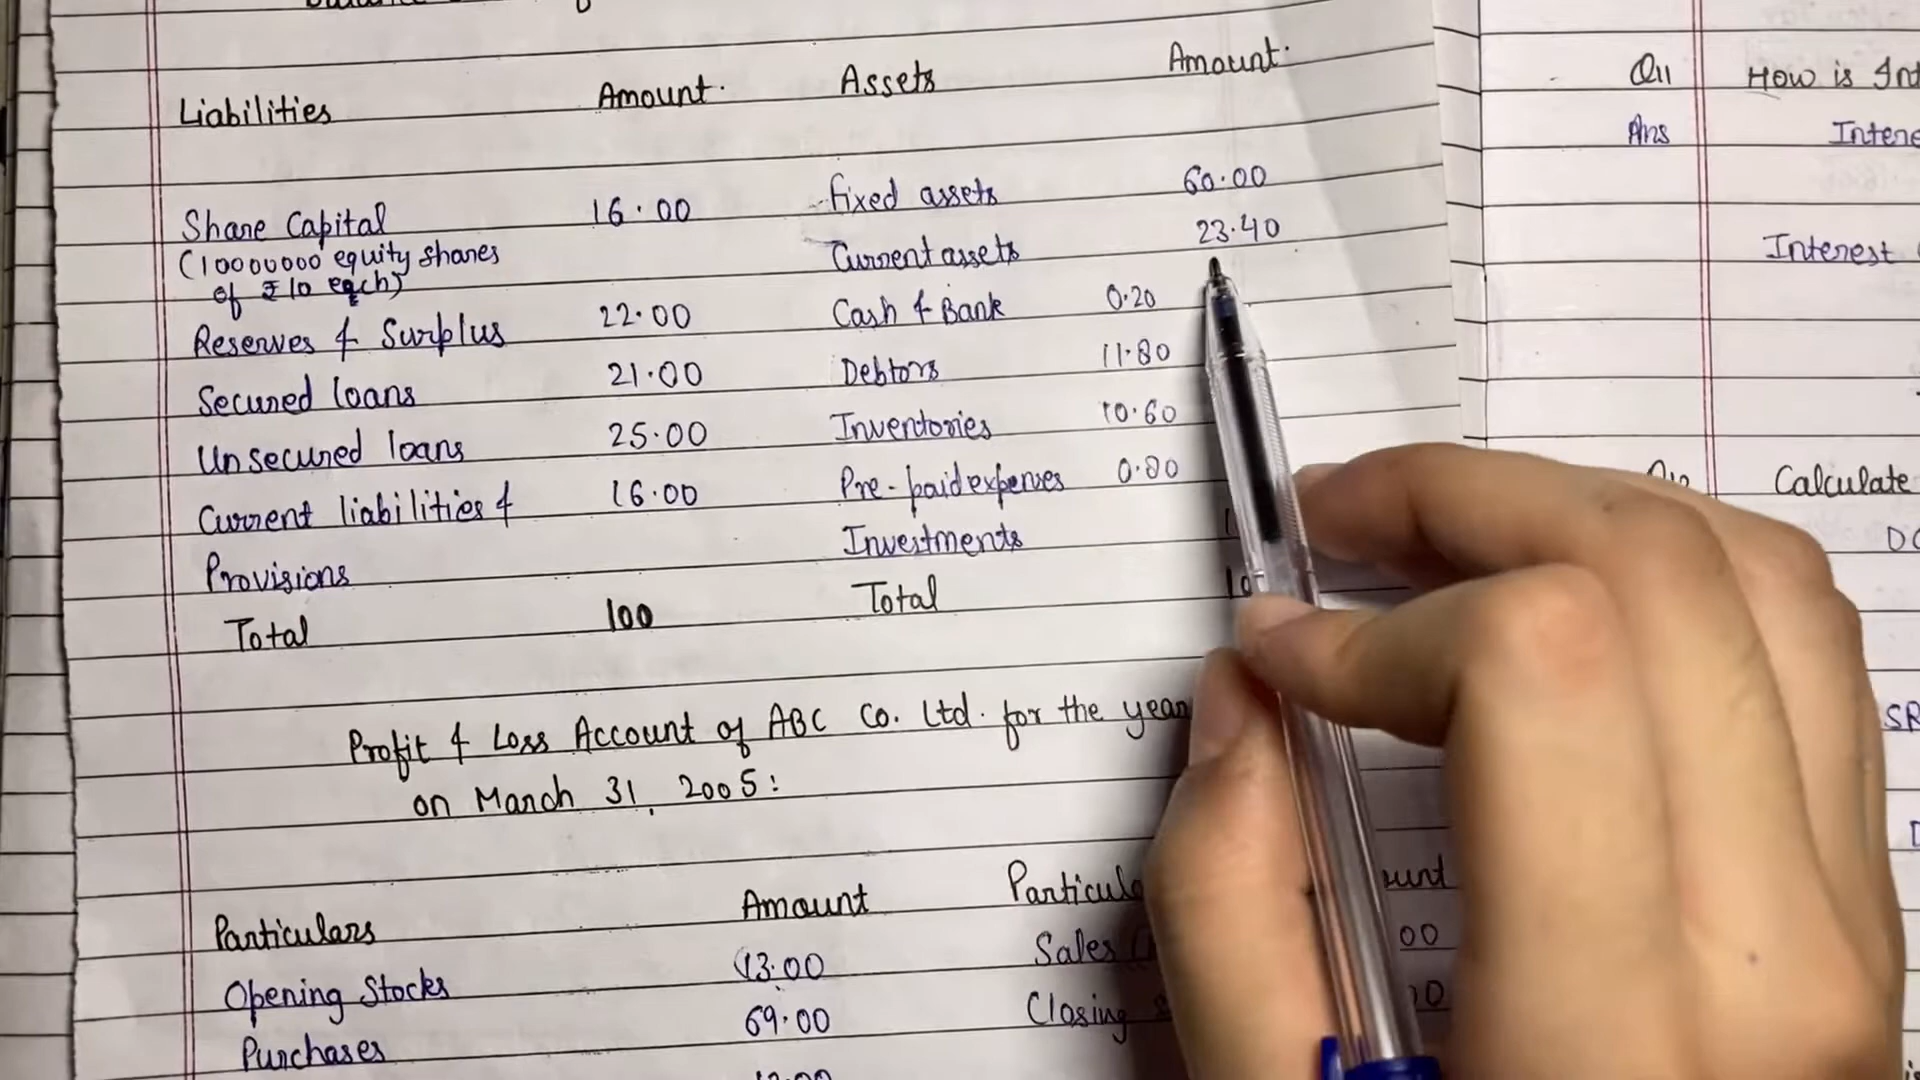 Liabilities Amount. Assets Amount.
Share Capital 16.00 fixed assets 60.00
(10000000 equity shares
of ₹10 each)
Current assets 23.40
Reserves & Surplus 22.00 Cash & Bank 0.20
Secured loans 21.00 Debtors 11.80
Unsecured loans 25.00 Inventories 10.60
Current liabilities & 16.00 Pre-paid expenses 0.80
Provisions Investments
Total 100 Total
Profit & Loss Account of ABC Co. Ltd. for the year
on March 31, 2005:
Particulars Amount
Opening Stocks 13.00 Sales 00
Purchases 69.00 Closing
Q11 How is
Ans
Interest
Calculate